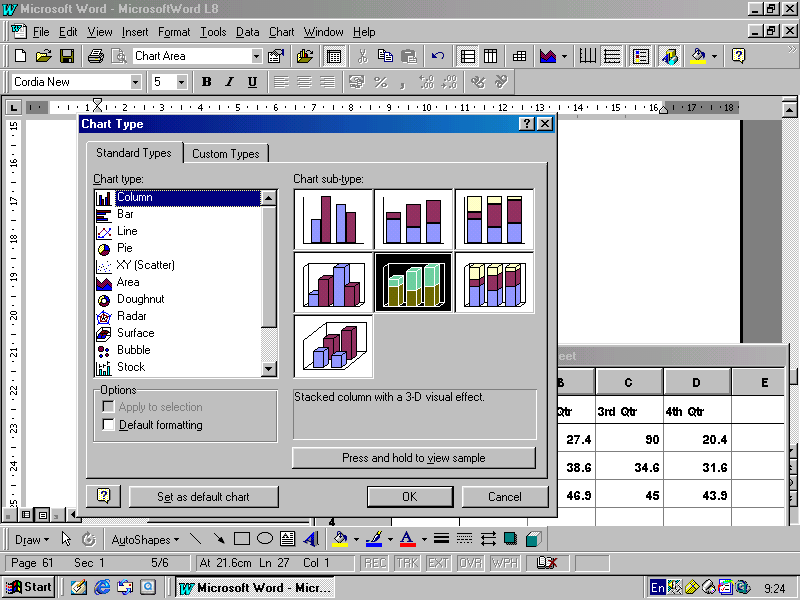 Microsoft Word - MicrosoftWord L8
File Edit View Insert Format Tools Data Chart Window Help
Chart Area
Cordia New 5 B I U
1 1 2 3 4 5 6 7 8 9 10 11 12 13 14 15 16 17 18
Chart Type
Standard Types Custom Types
Chart type:
Column
Bar
Line
Pie
XY (Scatter)
Area
Doughnut
Radar
Surface
Bubble
Stock
Chart sub-type:
Stacked column with a 3-D visual effect.
Options
Apply to selection
Default formatting
Press and hold to view sample
Set as default chart OK Cancel
15
16
17
18
19
20
21
22
23
24
25
eet
B C D E
Qtr 3rd Qtr 4th Qtr
27.4 90 20.4
38.6 34.6 31.6
46.9 45 43.9
4
Draw AutoShapes
Page 61 Sec 1 5/6 At 21.6cm Ln 27 Col 1 REC TRK EXT OVR WPH
Start Microsoft Word - Micr... En 9:24